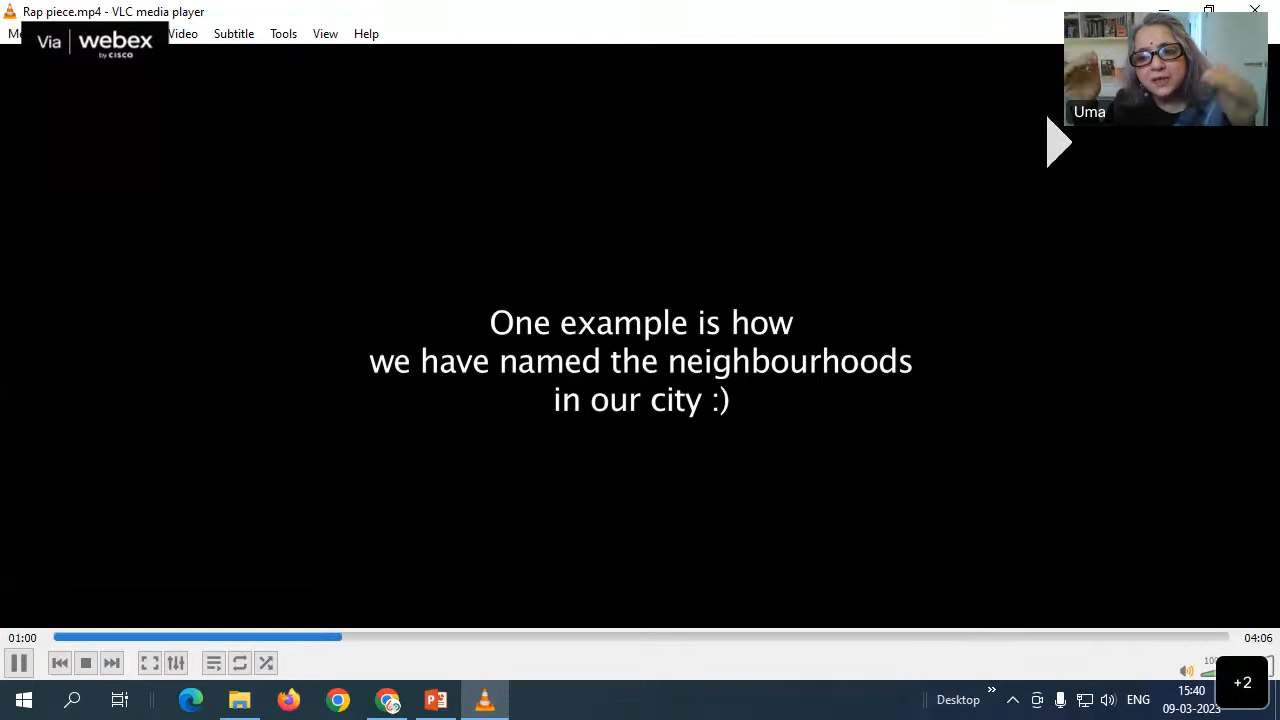 Rap piece.mp4 - VLC media player
Video Subtitle Tools View Help
Via webex
by CISCO
Uma
One example is how
we have named the neighbourhoods
in our city :)
01:00
04:06
+2
Desktop
ENG
15:40
09-03-2023